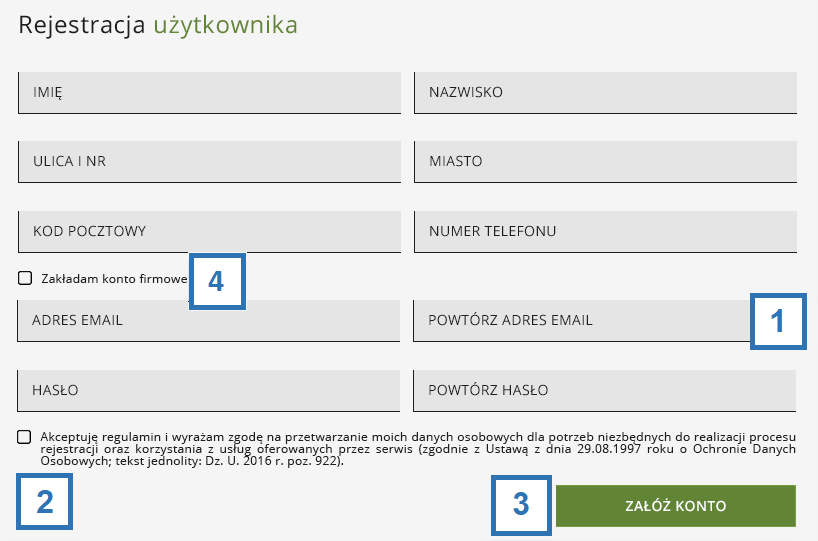 Rejestracja użytkownika
IMIĘ NAZWISKO
ULICA I NR MIASTO
KOD POCZTOWY NUMER TELEFONU
Zakładam konto firmowe 4
ADRES EMAIL POWTÓRZ ADRES EMAIL 1
HASŁO POWTÓRZ HASŁO
Akceptuję regulamin i wyrażam zgodę na przetwarzanie moich danych osobowych dla potrzeb niezbędnych do realizacji procesu
rejestracji oraz korzystania z usług oferowanych przez serwis (zgodnie z Ustawą z dnia 29.08.1997 roku o Ochronie Danych
Osobowych; tekst jednolity: Dz. U. 2016 r. poz. 922).
2 3 ZAŁÓŻ KONTO